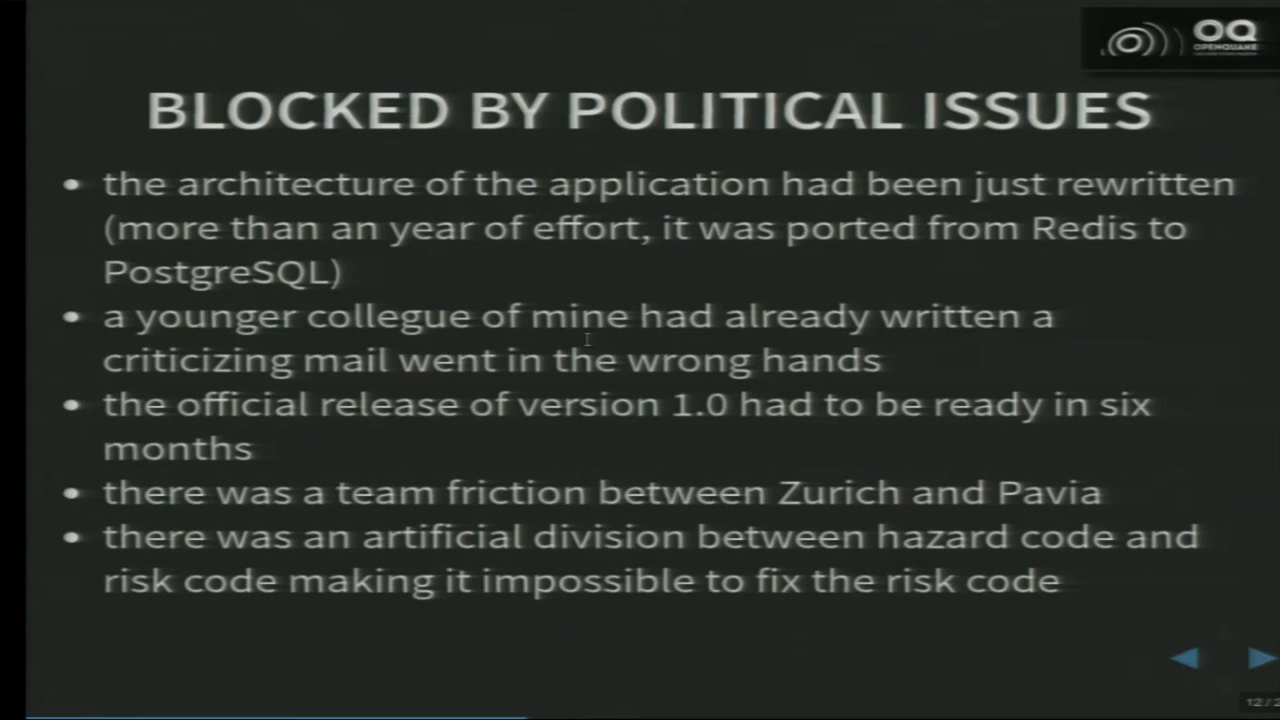 OQ
OPENQUAKE
BLOCKED BY POLITICAL ISSUES
• the architecture of the application had been just rewritten
(more than an year of effort, it was ported from Redis to
PostgreSQL)
• a younger collegue of mine had already written a
criticizing mail went in the wrong hands
• the official release of version 1.0 had to be ready in six
months
• there was a team friction between Zurich and Pavia
• there was an artificial division between hazard code and
risk code making it impossible to fix the risk code